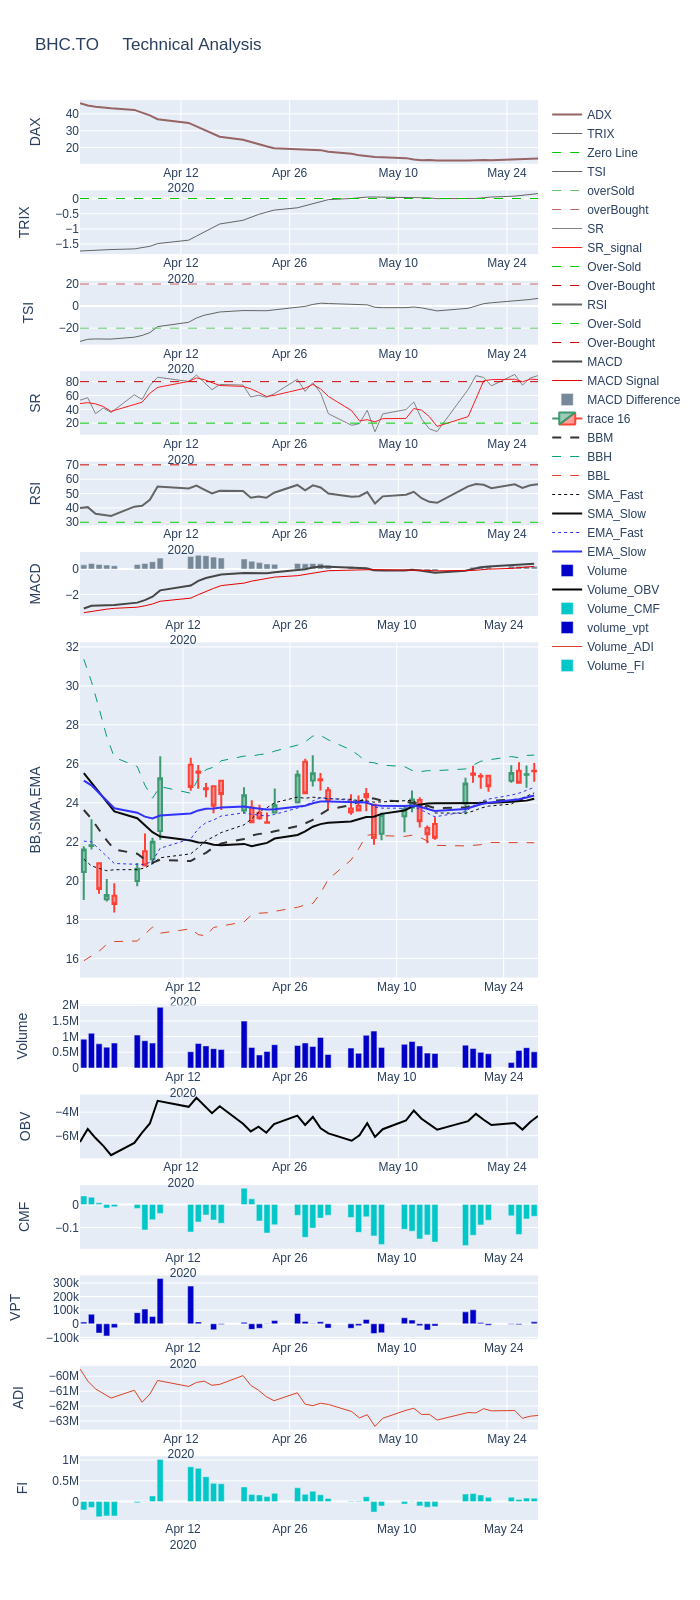 BHC.TO Technical Analysis
DAX
40
30
20
Apr 12
2020
Apr 26
May 10
May 24
TRIX
0
−0.5
−1
−1.5
Apr 12
2020
Apr 26
May 10
May 24
TSI
20
0
−20
Apr 12
2020
Apr 26
May 10
May 24
SR
80
60
40
20
Apr 12
2020
Apr 26
May 10
May 24
RSI
70
60
50
40
30
Apr 12
2020
Apr 26
May 10
May 24
MACD
0
−2
Apr 12
2020
Apr 26
May 10
May 24
BB,SMA,EMA
32
30
28
26
24
22
20
18
16
Apr 12
2020
Apr 26
May 10
May 24
Volume
2M
1.5M
1M
0.5M
0
Apr 12
2020
Apr 26
May 10
May 24
OBV
−4M
−6M
Apr 12
2020
Apr 26
May 10
May 24
CMF
0
−0.1
Apr 12
2020
Apr 26
May 10
May 24
VPT
300k
200k
100k
0
−100k
Apr 12
2020
Apr 26
May 10
May 24
ADI
−60M
−61M
−62M
−63M
Apr 12
2020
Apr 26
May 10
May 24
FI
1M
0.5M
0
Apr 12
2020
Apr 26
May 10
May 24
ADX
TRIX
Zero Line
TSI
overSold
overBought
SR
SR_signal
Over-Sold
Over-Bought
RSI
Over-Sold
Over-Bought
MACD
MACD Signal
MACD Difference
trace 16
BBM
BBH
BBL
SMA_Fast
SMA_Slow
EMA_Fast
EMA_Slow
Volume
Volume_OBV
Volume_CMF
volume_vpt
Volume_ADI
Volume_FI